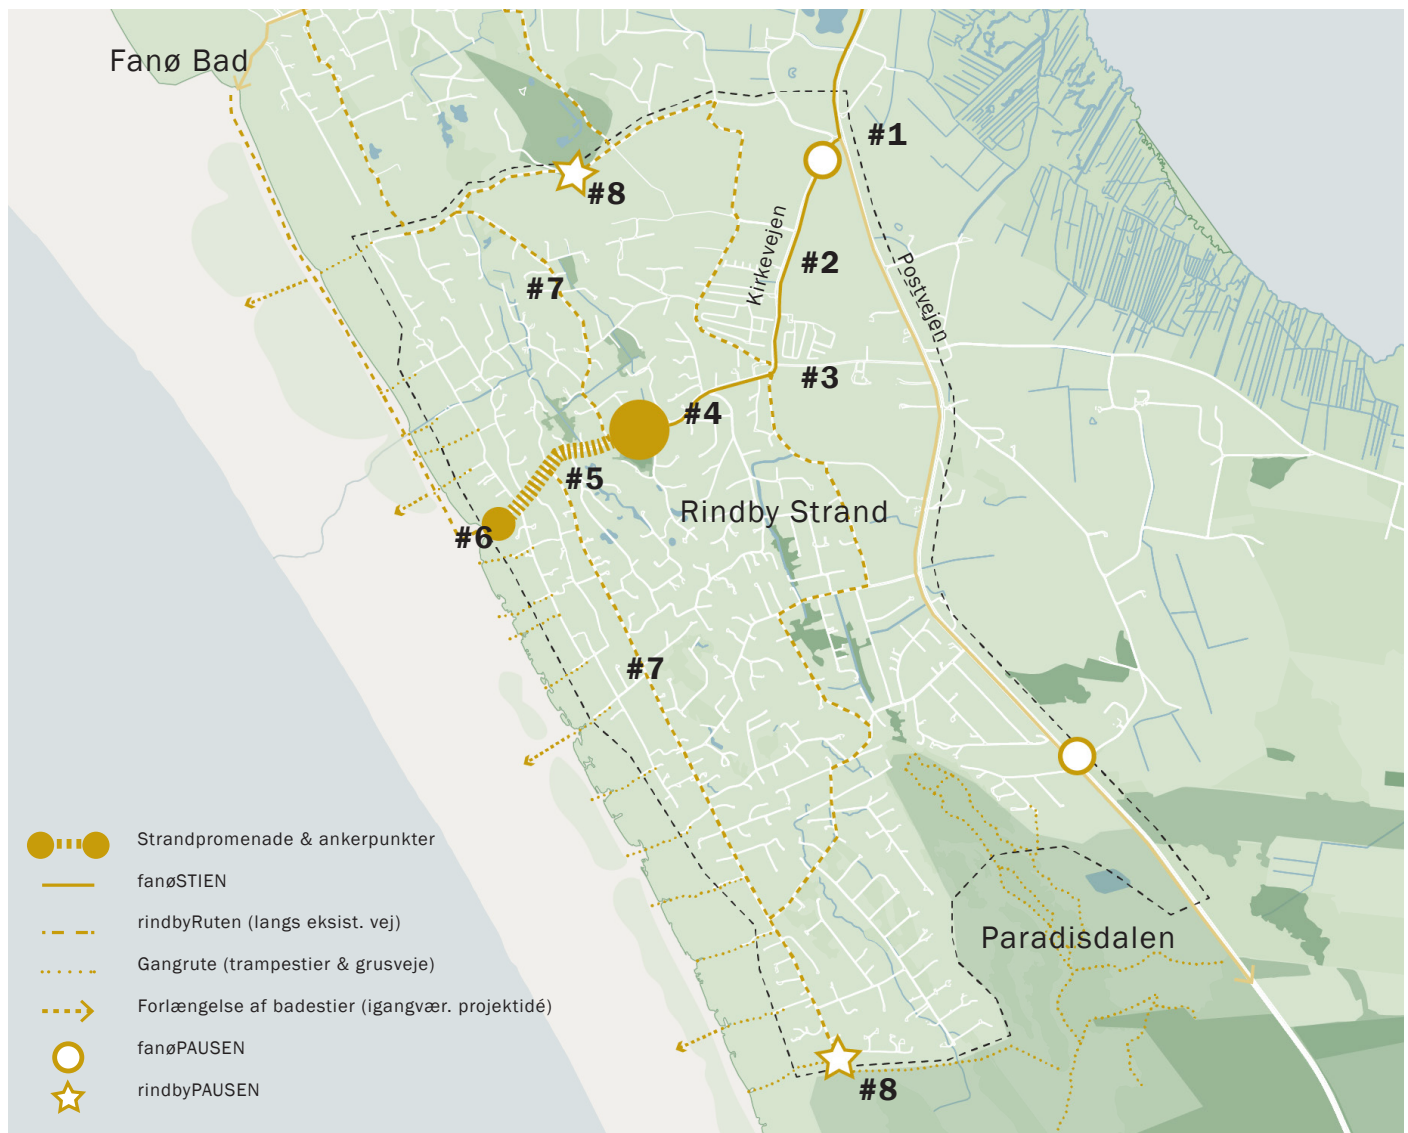 Fanø Bad
#1
#8
Kirkevejen
#2
Postvejen
#7
#3
#4
#5
Rindby Strand
#6
#7
Strandpromenade & ankerpunkter
fanøSTIEN
rindbyRuten (langs eksist. vej)
Paradisdalen
Gangrute (trampestier & grusveje)
Forlængelse af badestier (igangvær. projektidé)
fanøPAUSEN
rindbyPAUSEN
#8